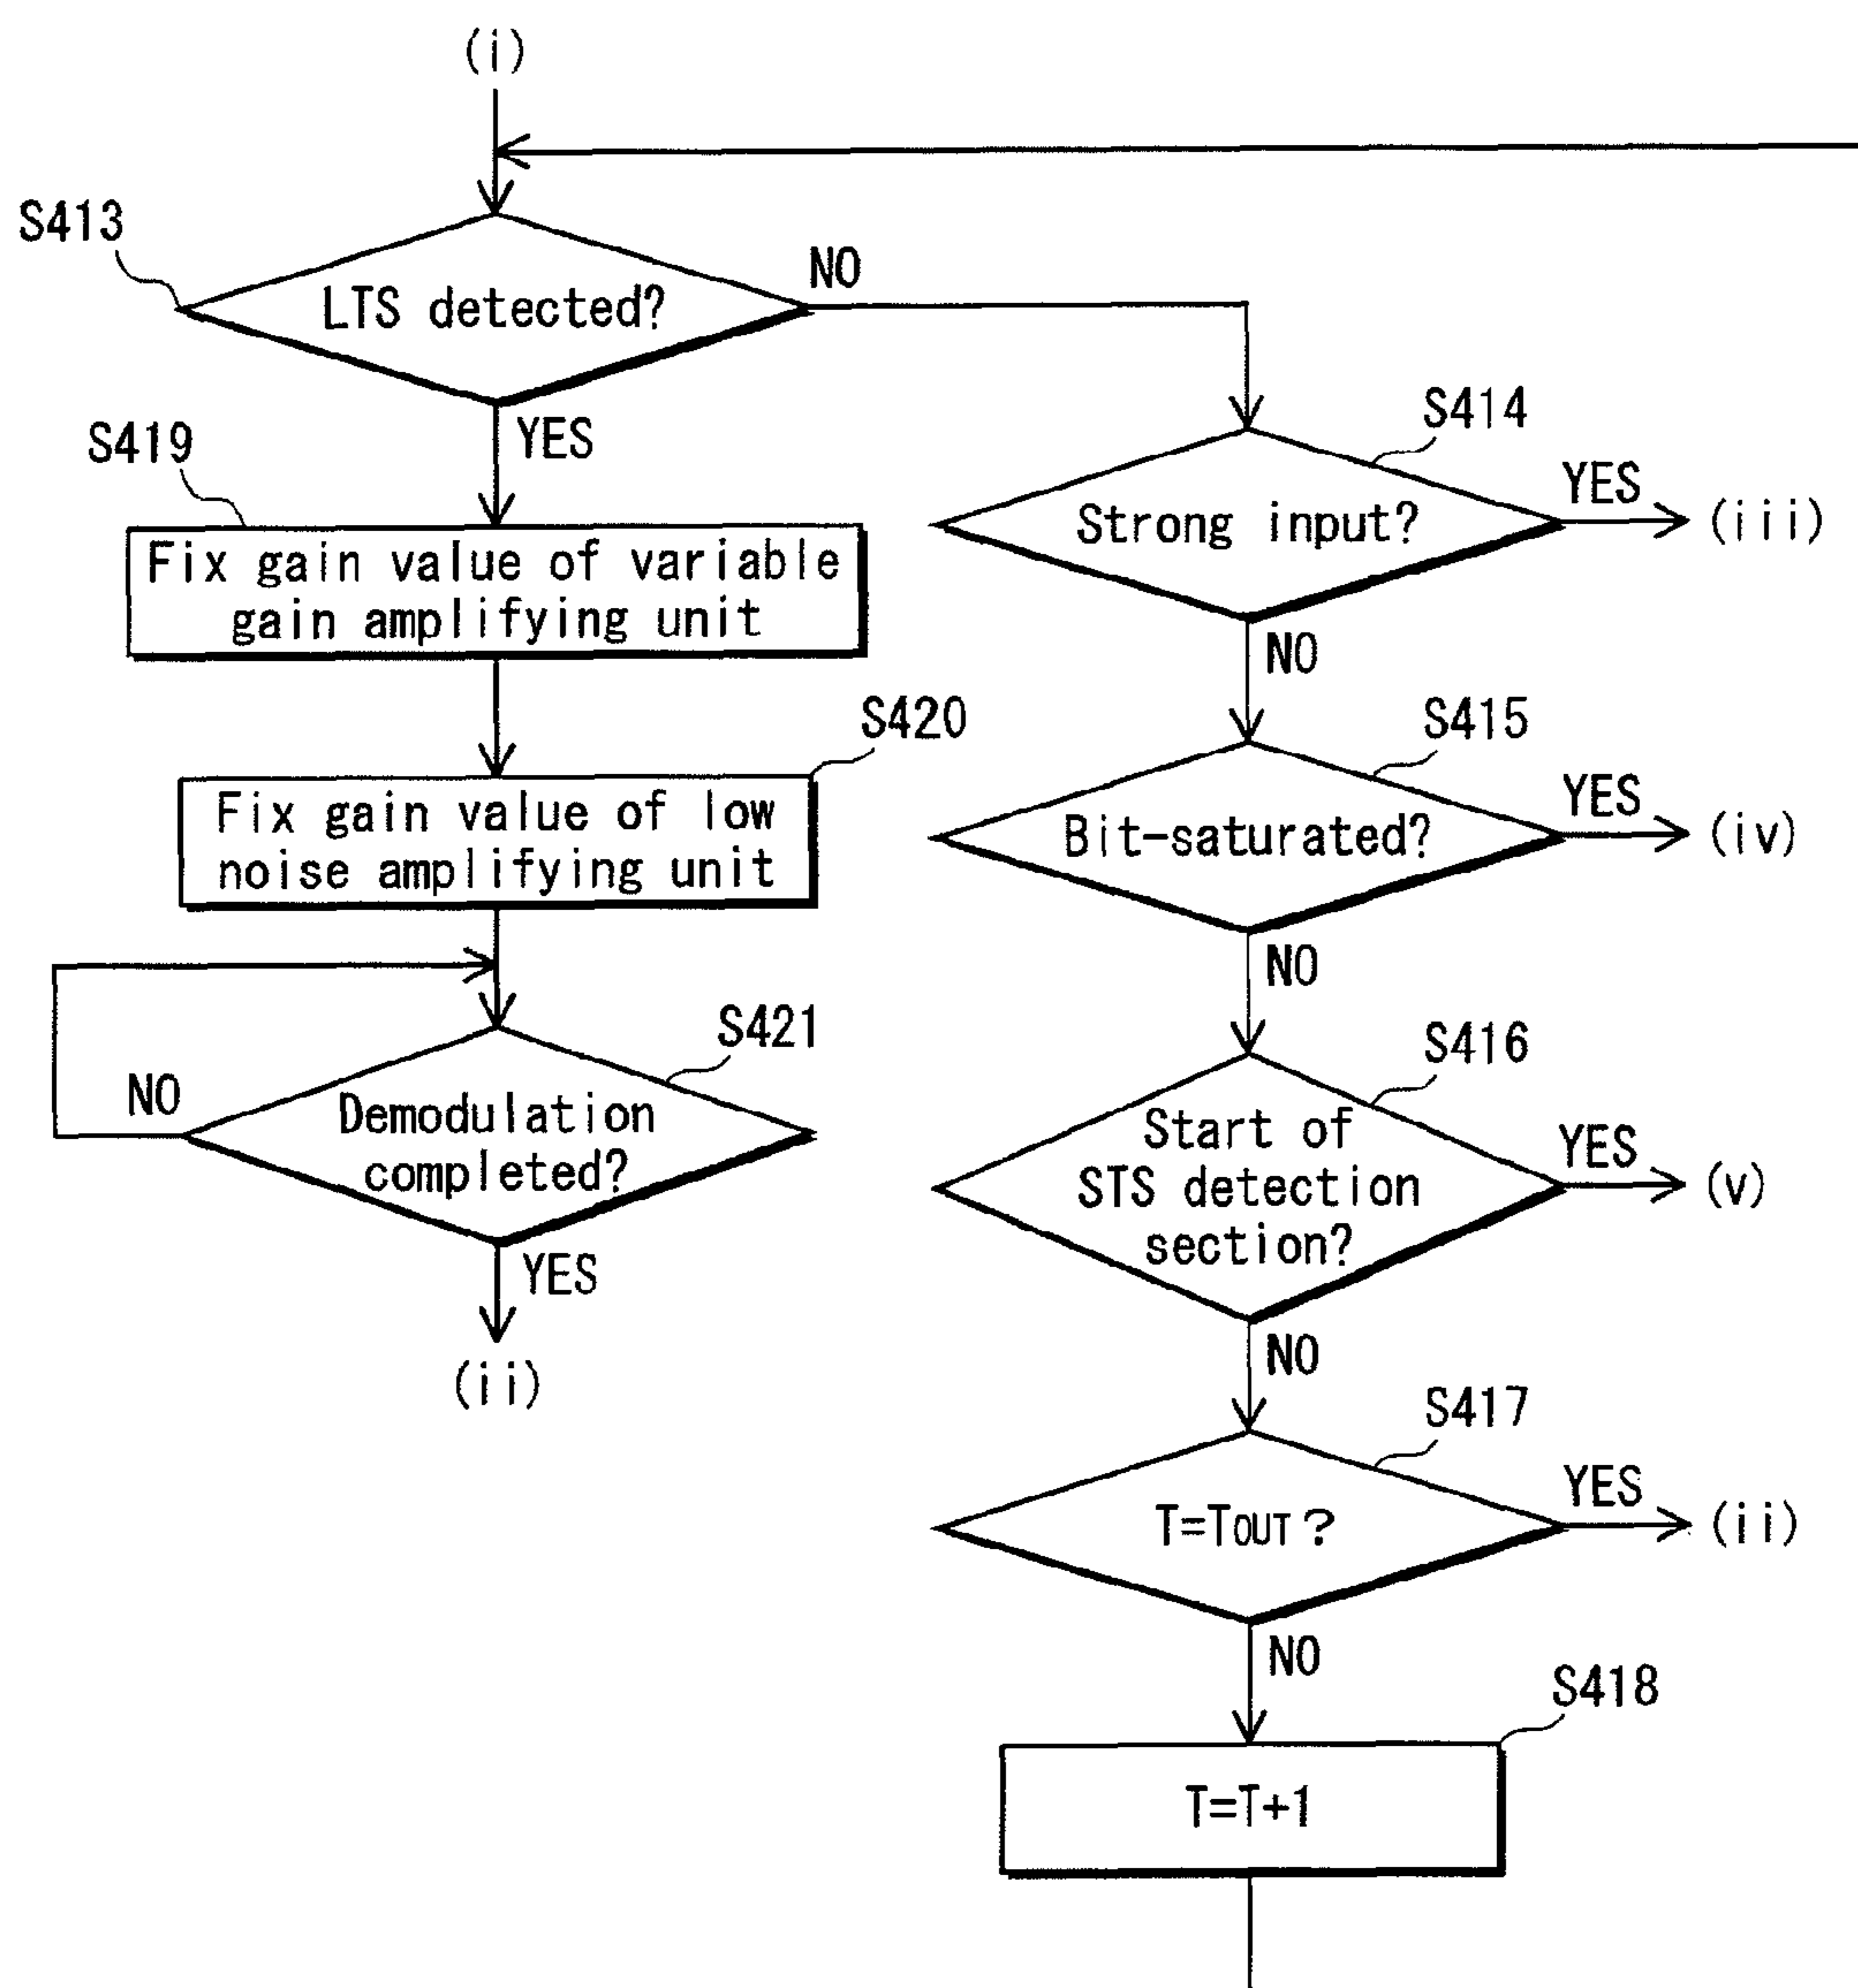 (i)
S413
LTS detected?
NO
YES
S414
Strong input?
YES
(iii)
NO
S419
Fix gain value of variable
gain amplifying unit
S415
Bit-saturated?
YES
(iv)
NO
S420
Fix gain value of low
noise amplifying unit
S421
Demodulation
completed?
NO
YES
(ii)
S416
Start of
STS detection
section?
YES
(v)
NO
S417
T=TOUT?
YES
(ii)
NO
S418
T=T+1